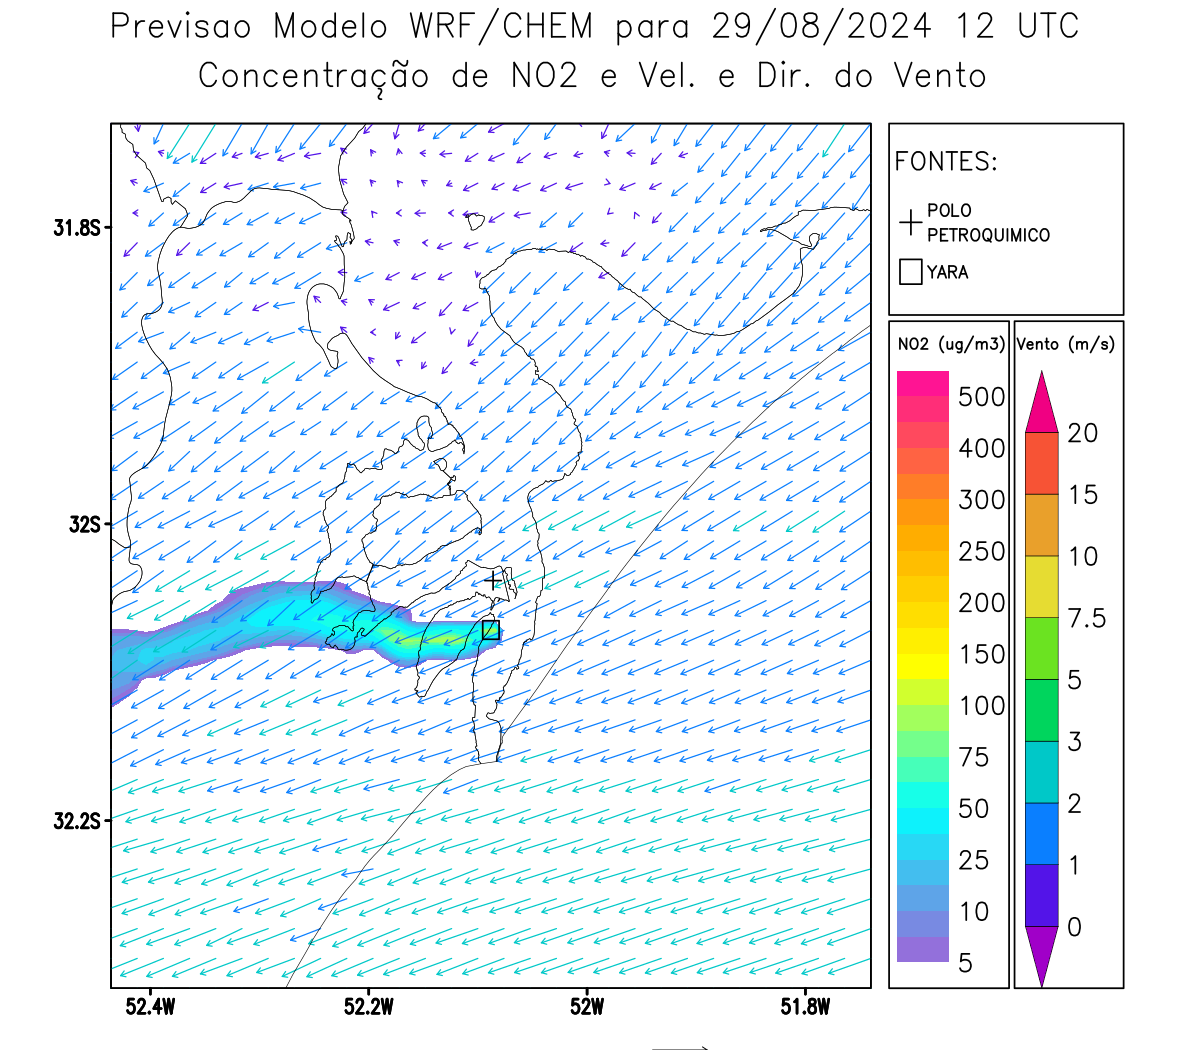 Previsao Modelo WRF/CHEM para 29/08/2024 12 UTC
Concentração de NO2 e Vel. e Dir. do Vento
FONTES:
POLO
PETROQUIMICO
YARA
NO2 (ug/m3)
500
400
300
250
200
150
100
75
50
25
10
5
Vento (m/s)
20
15
10
7.5
5
3
2
1
0
31.8S
32S
32.2S
52.4W
52.2W
52W
51.8W